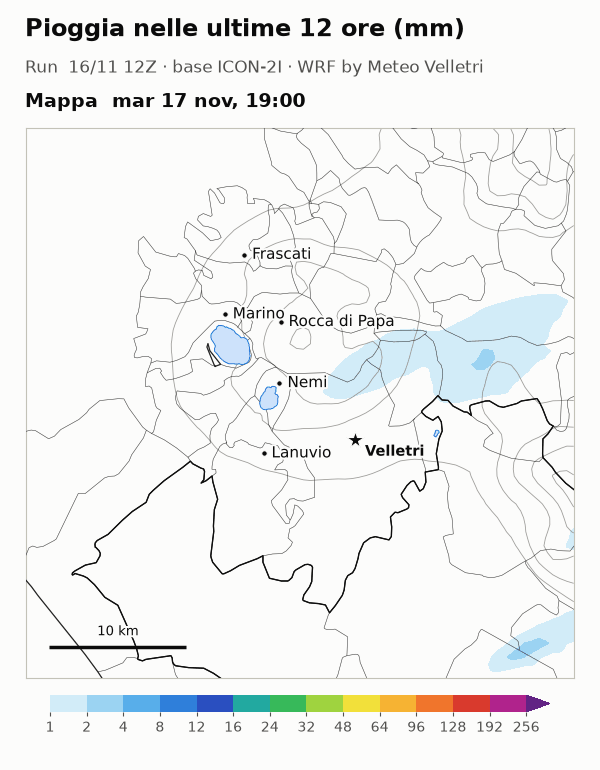 Pioggia nelle ultime 12 ore (mm)
Run  16/11 12Z · base ICON-2I · WRF by Meteo Velletri
Mappa  mar 17 nov, 19:00
Frascati
Marino
Rocca di Papa
Nemi
Velletri
Lanuvio
10 km
1 2 4 8 12 16 24 32 48 64 96 128 192 256